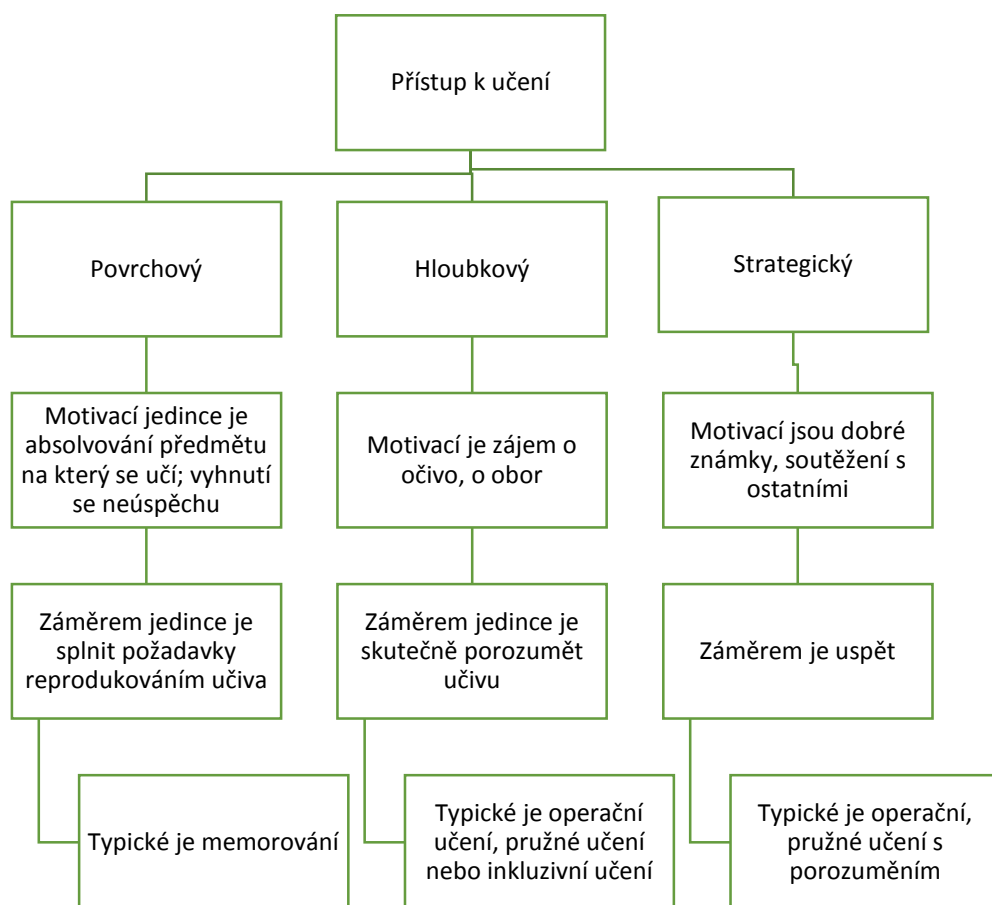 Přístup k učení
Povrchový
Hloubkový
Strategický
Motivací jedince je
absolvování předmětu
na který se učí; vyhnutí
se neúspěchu
Motivací je zájem o
očivo, o obor
Motivací jsou dobré
známky, soutěžení s
ostatními
Záměrem jedince je
splnit požadavky
reprodukováním učiva
Záměrem jedince je
skutečně porozumět
učivu
Záměrem je uspět
Typické je memorování
Typické je operační
učení, pružné učení
nebo inkluzivní učení
Typické je operační,
pružné učení s
porozuměním